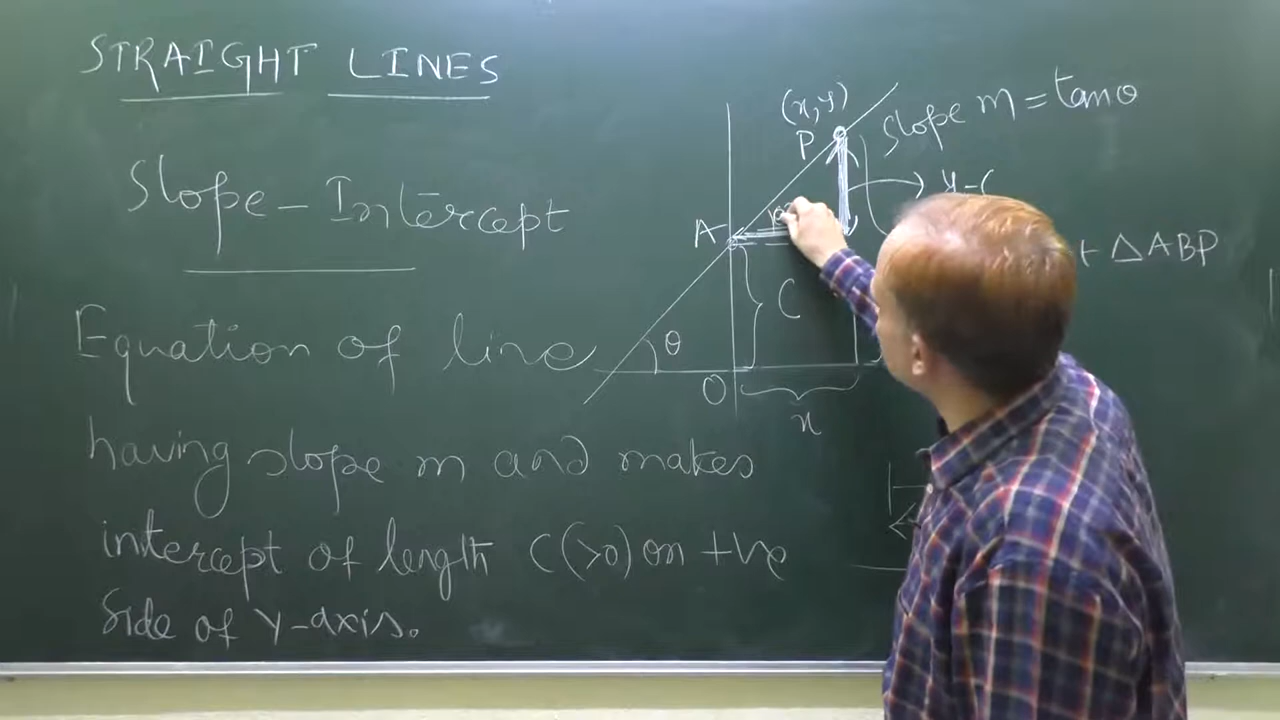 STRAIGHT LINES
Slope-Intercept
Equation of line
having slope m and makes
intercept of length C(>0) on +ve
side of Y-axis.
(x,y)
P
Slope m = tanθ
y-c
A
ΔABP
C
θ
O
x